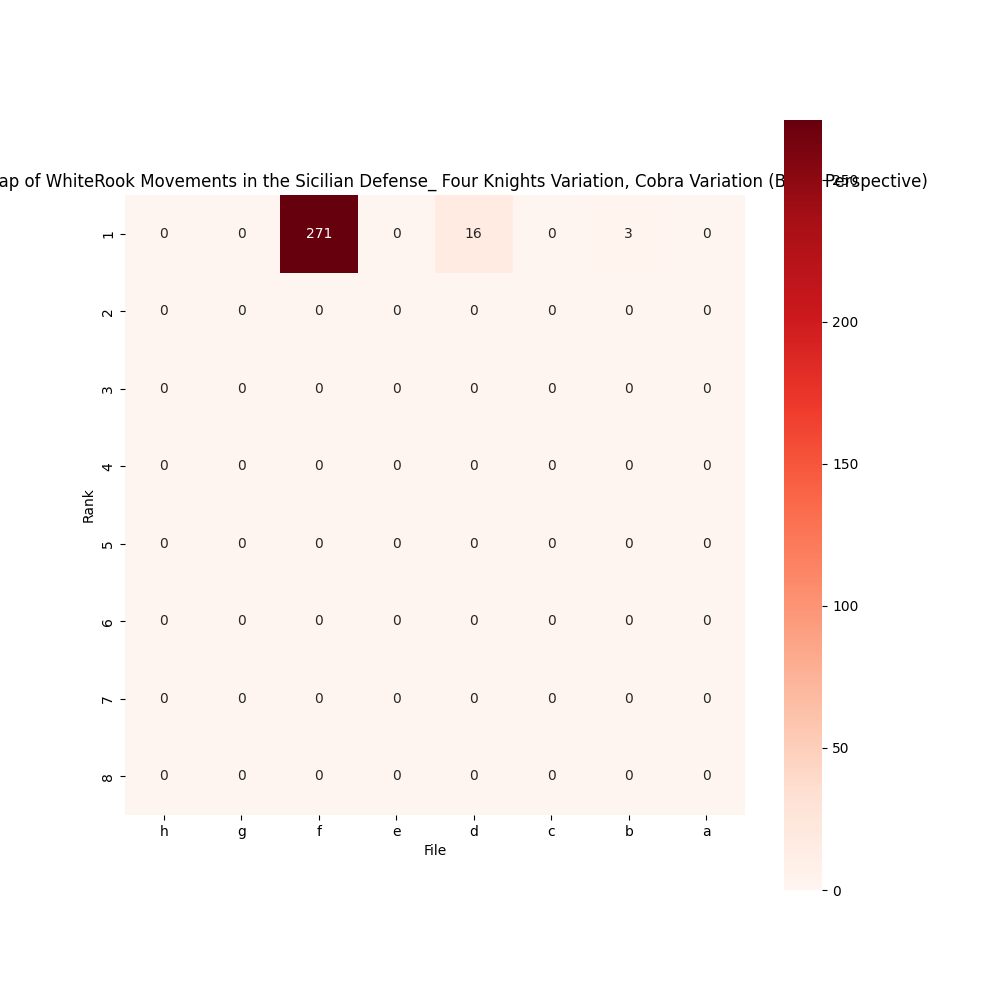 ap of WhiteRook Movements in the Sicilian Defense_ Four Knights Variation, Cobra Variation (B Perspective)
250
200
150
100
50
0
Rank
1 0 0 271 0 16 0 3 0
2 0 0 0 0 0 0 0 0
3 0 0 0 0 0 0 0 0
4 0 0 0 0 0 0 0 0
5 0 0 0 0 0 0 0 0
6 0 0 0 0 0 0 0 0
7 0 0 0 0 0 0 0 0
8 0 0 0 0 0 0 0 0
h g f e d c b a
File